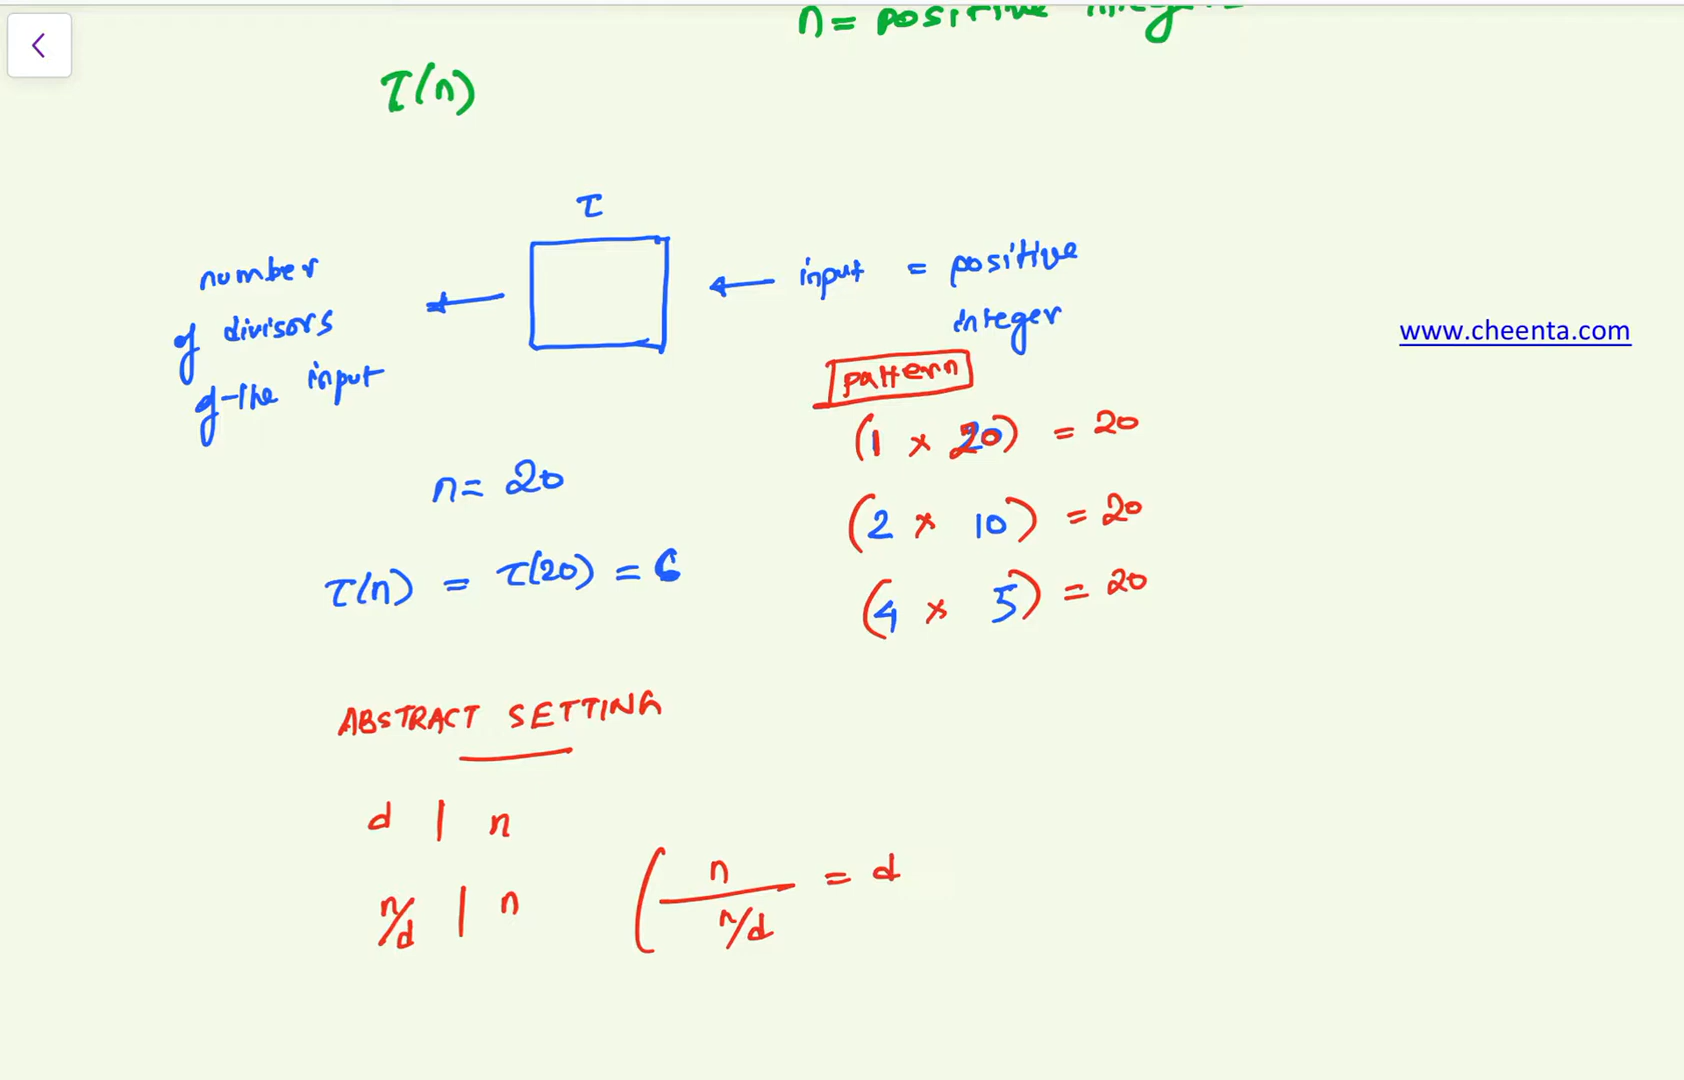 n = positive
τ(n)
τ
number
of divisors
of the input
input = positive
integer
www.cheenta.com
pattern
(1 × 20) = 20
n = 20
(2 × 10) = 20
τ(n) = τ(20) = 6
(4 × 5) = 20
ABSTRACT SETTING
d | n
n/d | n
( n / n/d = d